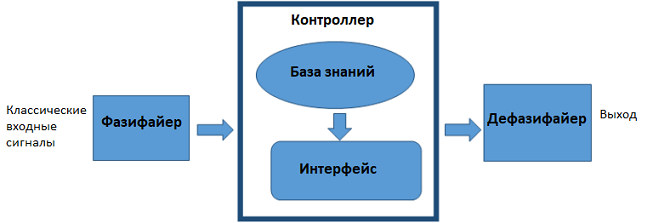 Контроллер
База знаний
Классические
входные
сигналы
Фазифайер
Дефазифайер
Выход
Интерфейс